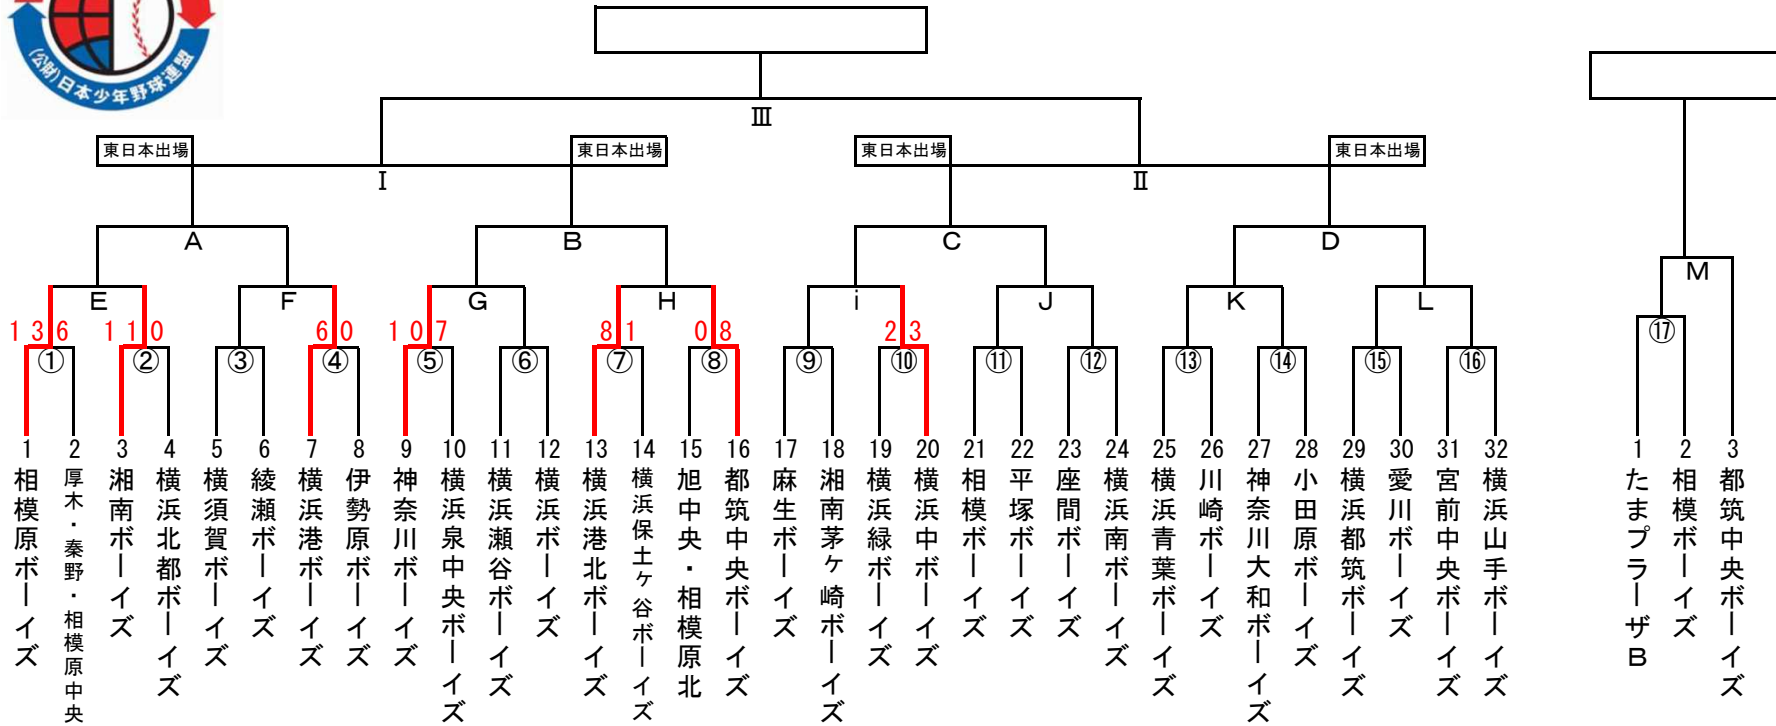 (公財)日本少年野球連盟
Ⅲ
東日本出場
東日本出場
東日本出場
東日本出場
Ⅰ
Ⅱ
A
B
C
D
E
F
G
H
i
J
K
L
M
1 3 6
1 1 0
6 0
1 0 7
8 1
0 8
2 3
①
②
③
④
⑤
⑥
⑦
⑧
⑨
⑩
⑪
⑫
⑬
⑭
⑮
⑯
⑰
1 相模原ボーイズ
2 厚木・秦野・相模原中央
3 湘南ボーイズ
4 横浜北都ボーイズ
5 横須賀ボーイズ
6 綾瀬ボーイズ
7 横浜港ボーイズ
8 伊勢原ボーイズ
9 神奈川ボーイズ
10 横浜泉中央ボーイズ
11 横浜瀬谷ボーイズ
12 横浜ボーイズ
13 横浜港北ボーイズ
14 横浜保土ヶ谷ボーイズ
15 旭中央・相模原北
16 都筑中央ボーイズ
17 麻生ボーイズ
18 湘南茅ケ崎ボーイズ
19 横浜緑ボーイズ
20 横浜中ボーイズ
21 相模ボーイズ
22 平塚ボーイズ
23 座間ボーイズ
24 横浜南ボーイズ
25 横浜青葉ボーイズ
26 川崎ボーイズ
27 神奈川大和ボーイズ
28 小田原ボーイズ
29 横浜都筑ボーイズ
30 愛川ボーイズ
31 宮前中央ボーイズ
32 横浜山手ボーイズ
1 たまプラーザB
2 相模ボーイズ
3 都筑中央ボーイズ